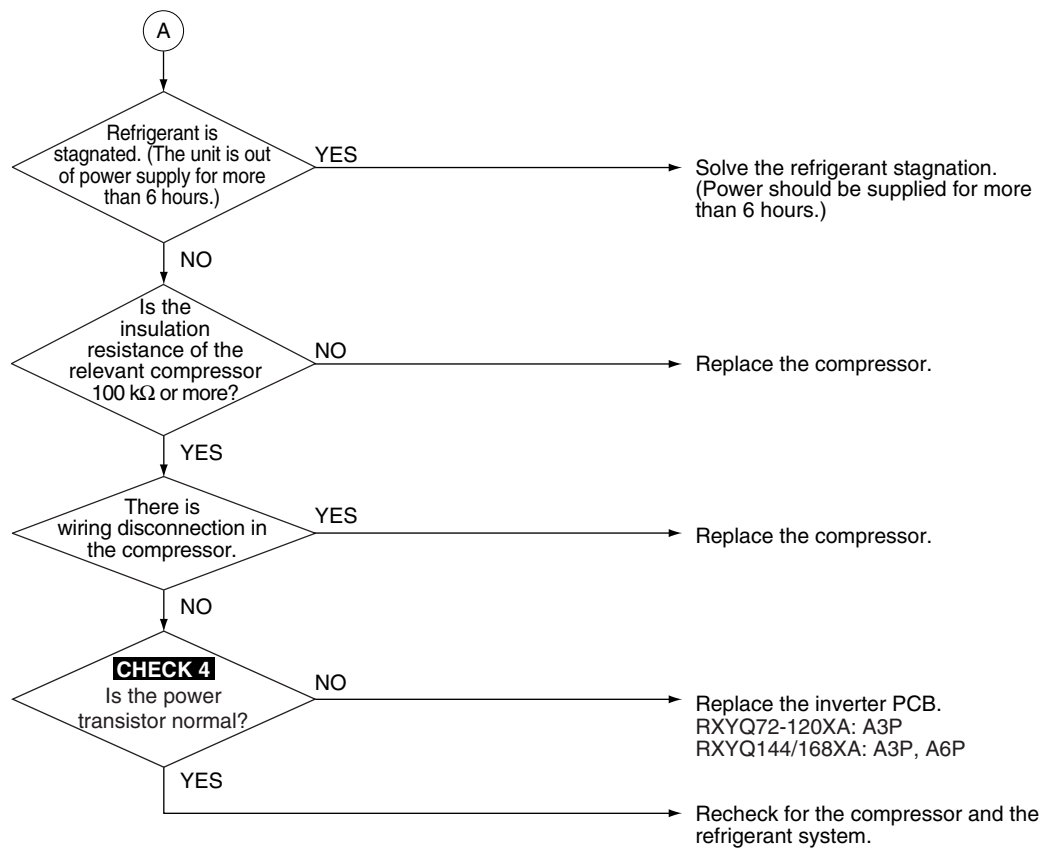 A
Refrigerant is
stagnated. (The unit is out
of power supply for more
than 6 hours.)
YES
Solve the refrigerant stagnation.
(Power should be supplied for more
than 6 hours.)
NO
Is the
insulation
resistance of the
relevant compressor
100 kΩ or more?
NO
Replace the compressor.
YES
There is
wiring disconnection in
the compressor.
YES
Replace the compressor.
NO
CHECK 4
Is the power
transistor normal?
NO
Replace the inverter PCB.
RXYQ72-120XA: A3P
RXYQ144/168XA: A3P, A6P
YES
Recheck for the compressor and the
refrigerant system.